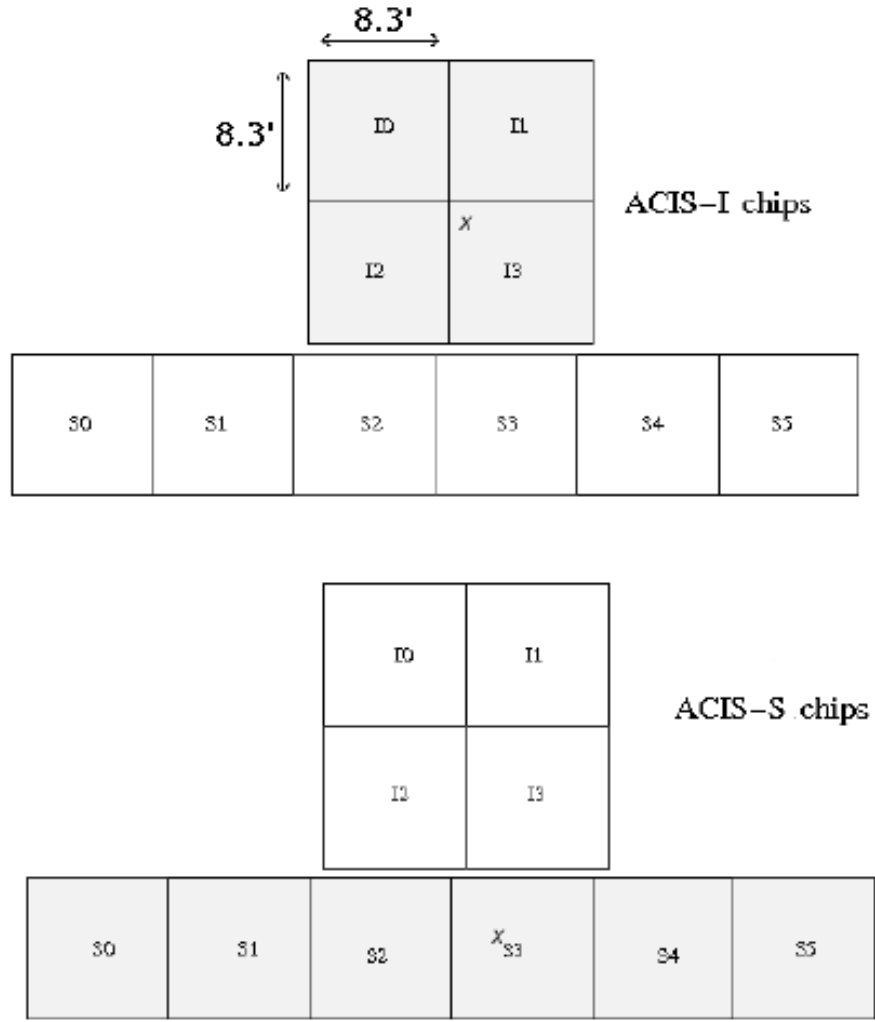 8.3'
8.3'
I0 I1
ACIS-I chips
X
I2 I3
S0 S1 S2 S3 S4 S5
I0 I1
ACIS-S chips
I2 I3
X
S0 S1 S2 S3 S4 S5